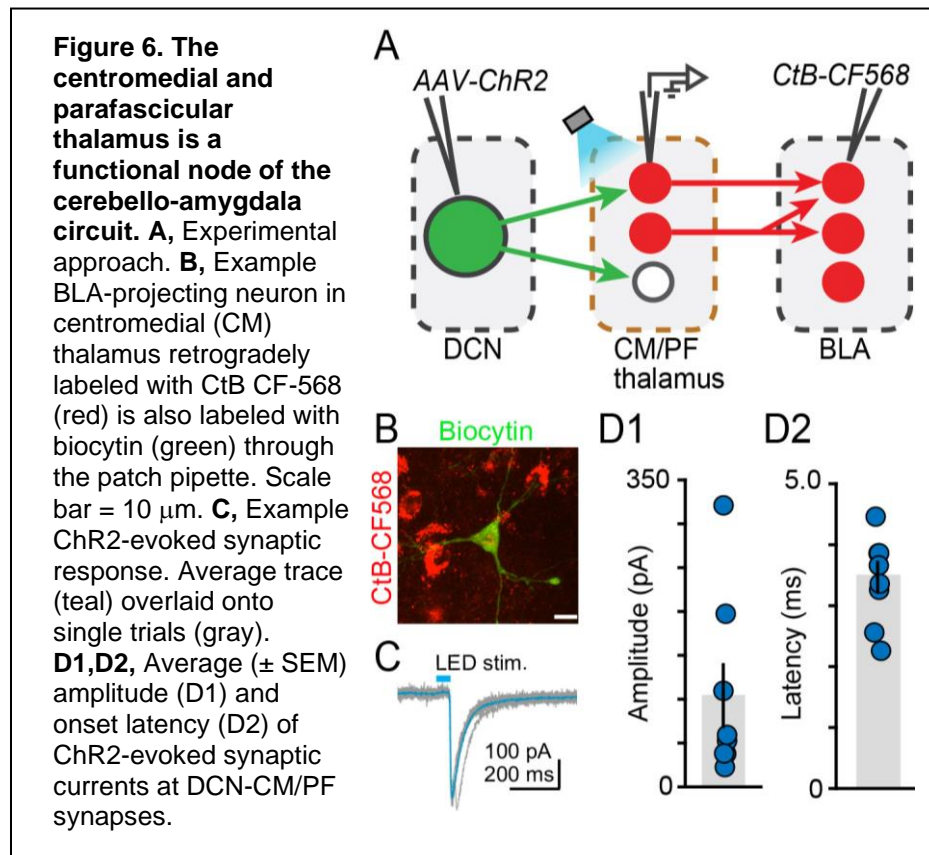 Figure 6. The
centromedial and
parafascicular
thalamus is a
functional node of the
cerebello-amygdala
circuit. A, Experimental
approach. B, Example
BLA-projecting neuron in
centromedial (CM)
thalamus retrogradely
labeled with CtB CF-568
(red) is also labeled with
biocytin (green) through
the patch pipette. Scale
bar = 10 μm. C, Example
ChR2-evoked synaptic
response. Average trace
(teal) overlaid onto
single trials (gray).
D1,D2, Average (± SEM)
amplitude (D1) and
onset latency (D2) of
ChR2-evoked synaptic
currents at DCN-CM/PF
synapses.
A
AAV-ChR2
CtB-CF568
DCN
CM/PF
thalamus
BLA
B
Biocytin
CtB-CF568
C
LED stim.
100 pA
200 ms
D1
350
Amplitude (pA)
0
D2
5.0
Latency (ms)
0